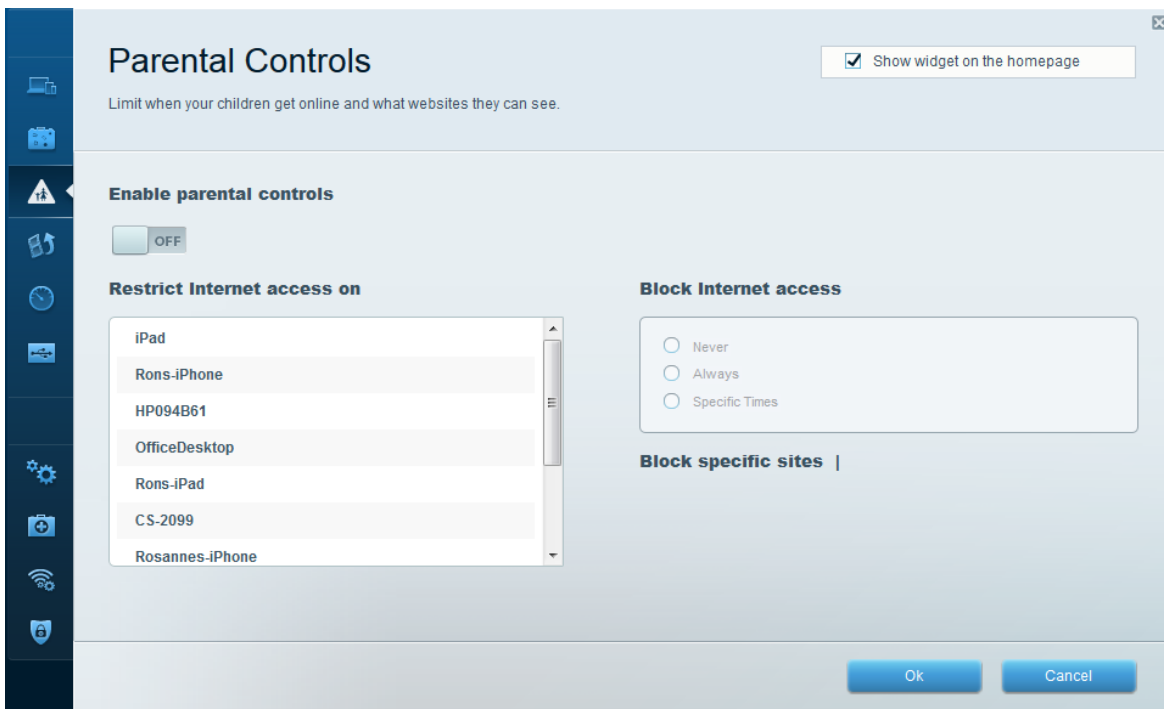 Parental Controls
Show widget on the homepage
Limit when your children get online and what websites they can see.
Enable parental controls
OFF
Restrict Internet access on
Block Internet access
iPad
Rons-iPhone
HP094B61
OfficeDesktop
Rons-iPad
CS-2099
Rosannes-iPhone
Never
Always
Specific Times
Block specific sites |
Ok
Cancel